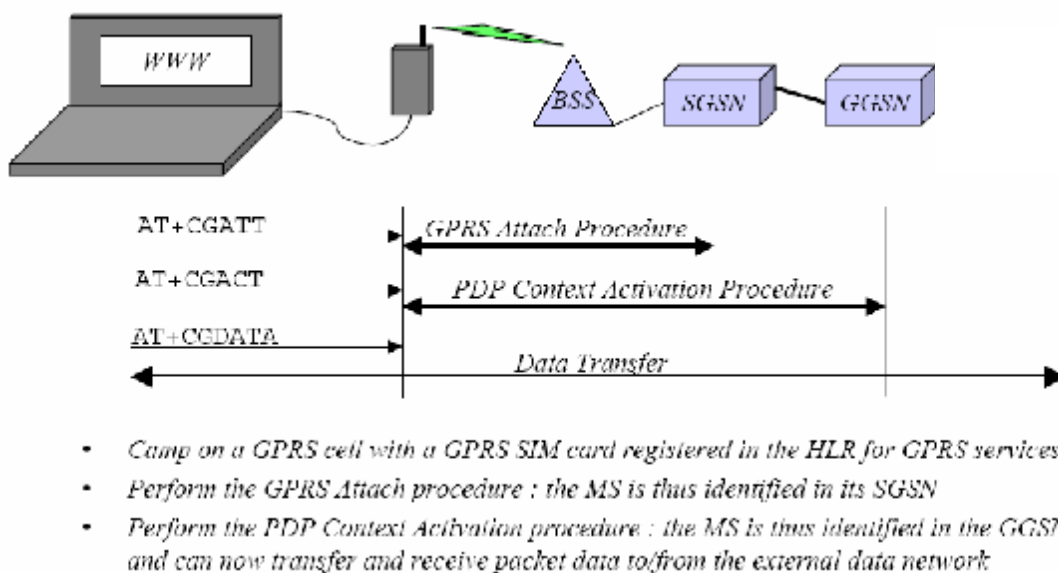 WWW
BSS
SGSN
GGSN
AT+CGATT
GPRS Attach Procedure
AT+CGACT
PDP Context Activation Procedure
AT+CGDATA
Data Transfer
• Camp on a GPRS cell with a GPRS SIM card registered in the HLR for GPRS services
• Perform the GPRS Attach procedure : the MS is thus identified in its SGSN
• Perform the PDP Context Activation procedure : the MS is thus identified in the GGSN
and can now transfer and receive packet data to/from the external data network